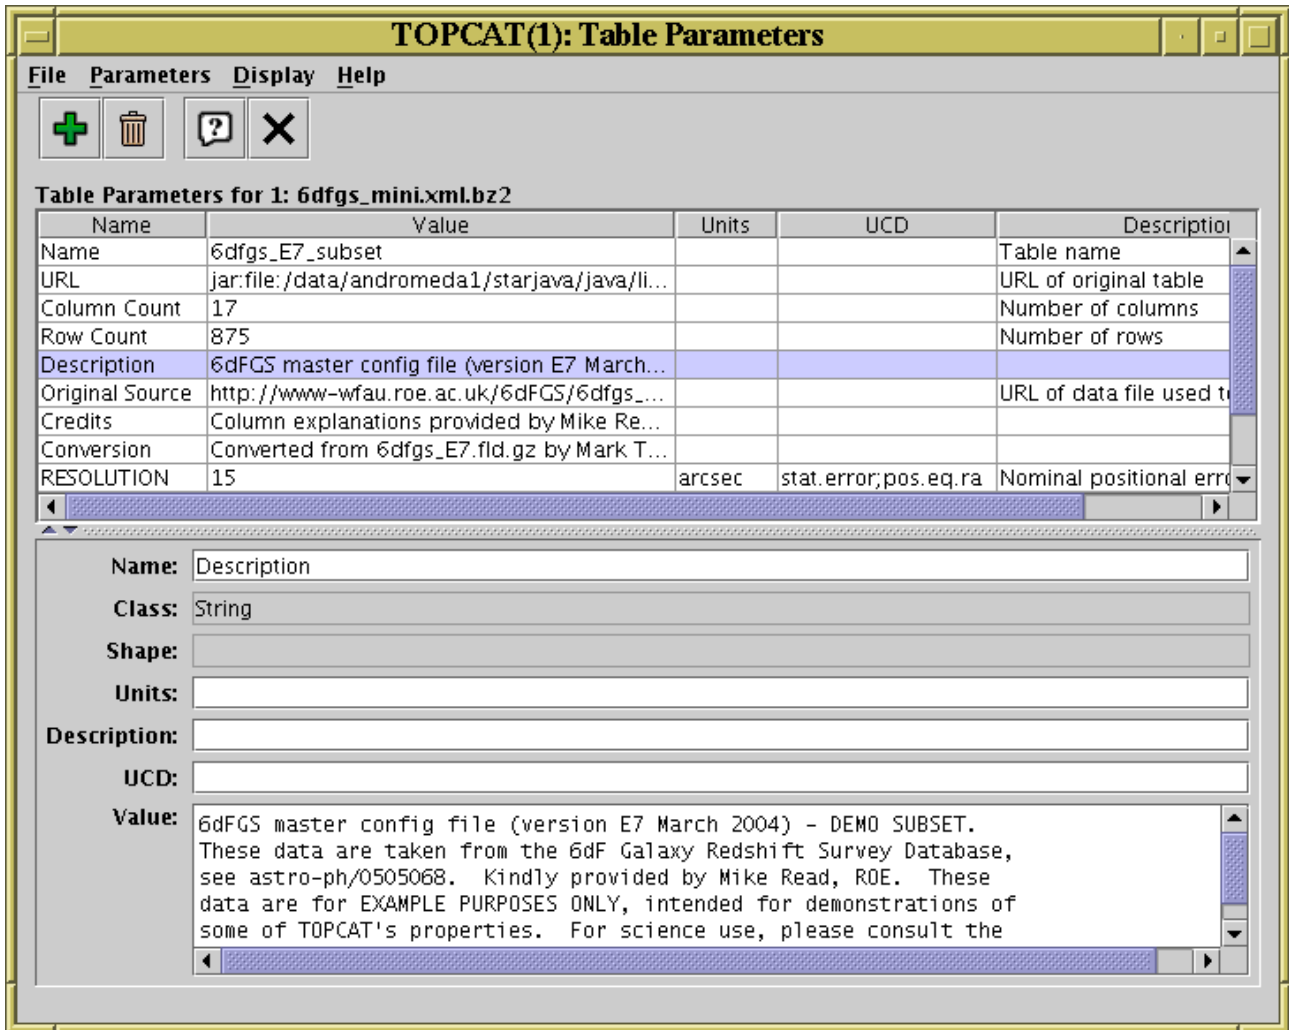 TOPCAT(1): Table Parameters
File Parameters Display Help
Table Parameters for 1: 6dfgs_mini.xml.bz2
Name Value Units UCD Description
Name 6dfgs_E7_subset Table name
URL jar:file:/data/andromeda1/starjava/java/li... URL of original table
Column Count 17 Number of columns
Row Count 875 Number of rows
Description 6dFGS master config file (version E7 March...
Original Source http://www-wfau.roe.ac.uk/6dFGS/6dfgs_... URL of data file used t
Credits Column explanations provided by Mike Re...
Conversion Converted from 6dfgs_E7.fld.gz by Mark T...
RESOLUTION 15 arcsec stat.error;pos.eq.ra Nominal positional erro
Name: Description
Class: String
Shape:
Units:
Description:
UCD:
Value: 6dFGS master config file (version E7 March 2004) - DEMO SUBSET.
These data are taken from the 6dF Galaxy Redshift Survey Database,
see astro-ph/0505068. Kindly provided by Mike Read, ROE. These
data are for EXAMPLE PURPOSES ONLY, intended for demonstrations of
some of TOPCAT's properties. For science use, please consult the